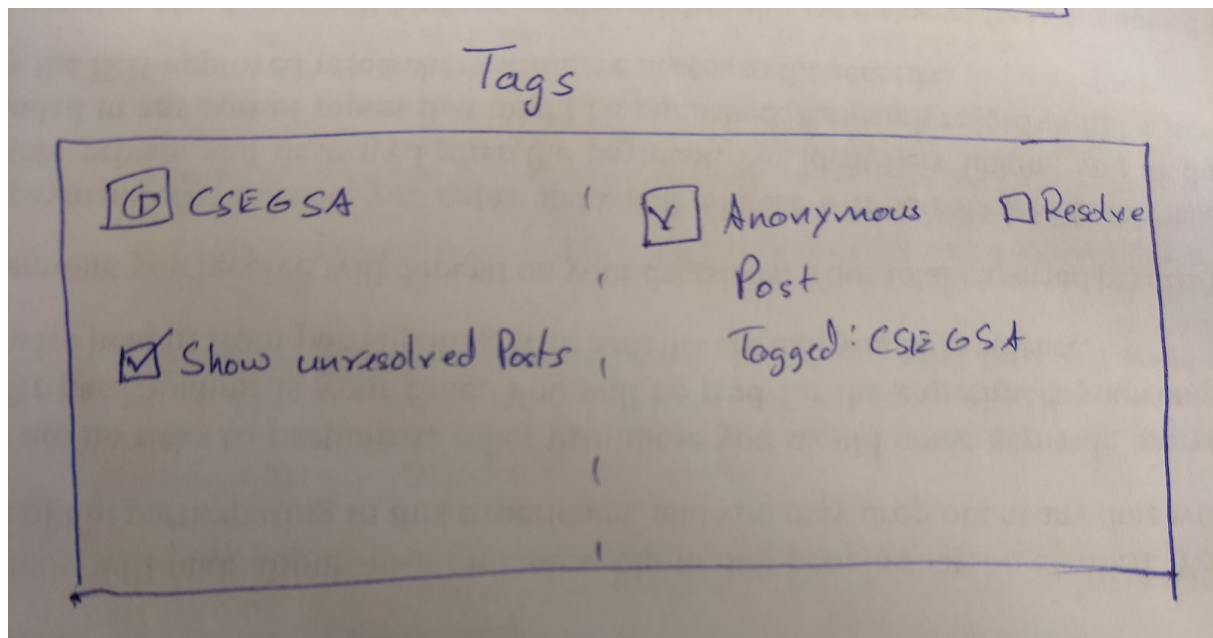 Tags
CSEGSA
Show unresolved Posts
Anonymous
Post
Tagged: CSEGSA
Resolve